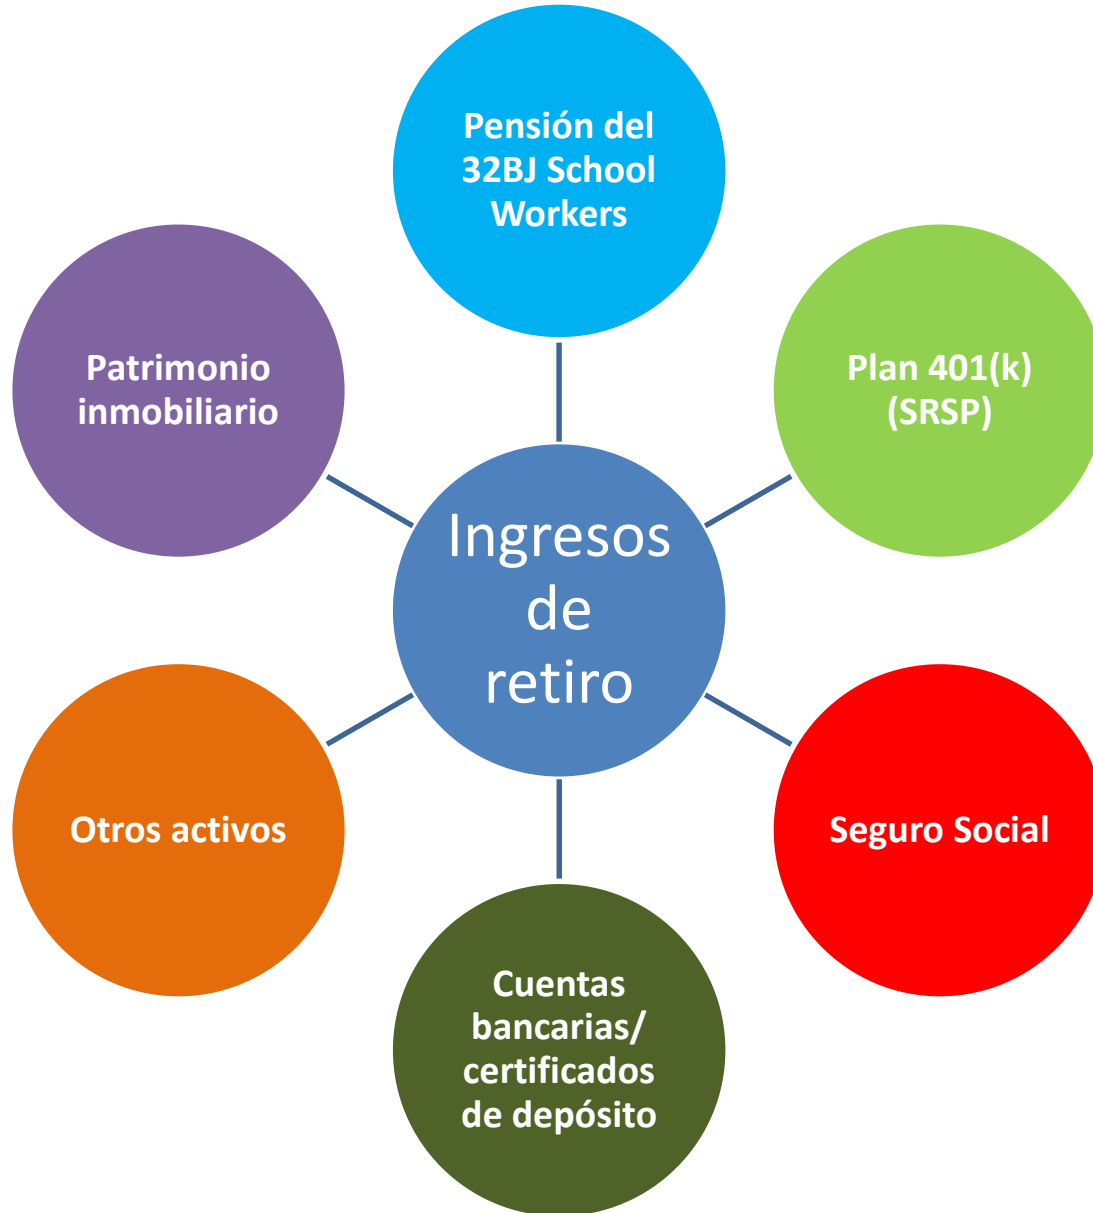 Pensión del
32BJ School
Workers
Patrimonio
inmobiliario
Plan 401(k)
(SRSP)
Ingresos
de
retiro
Otros activos
Seguro Social
Cuentas
bancarias/
certificados
de depósito